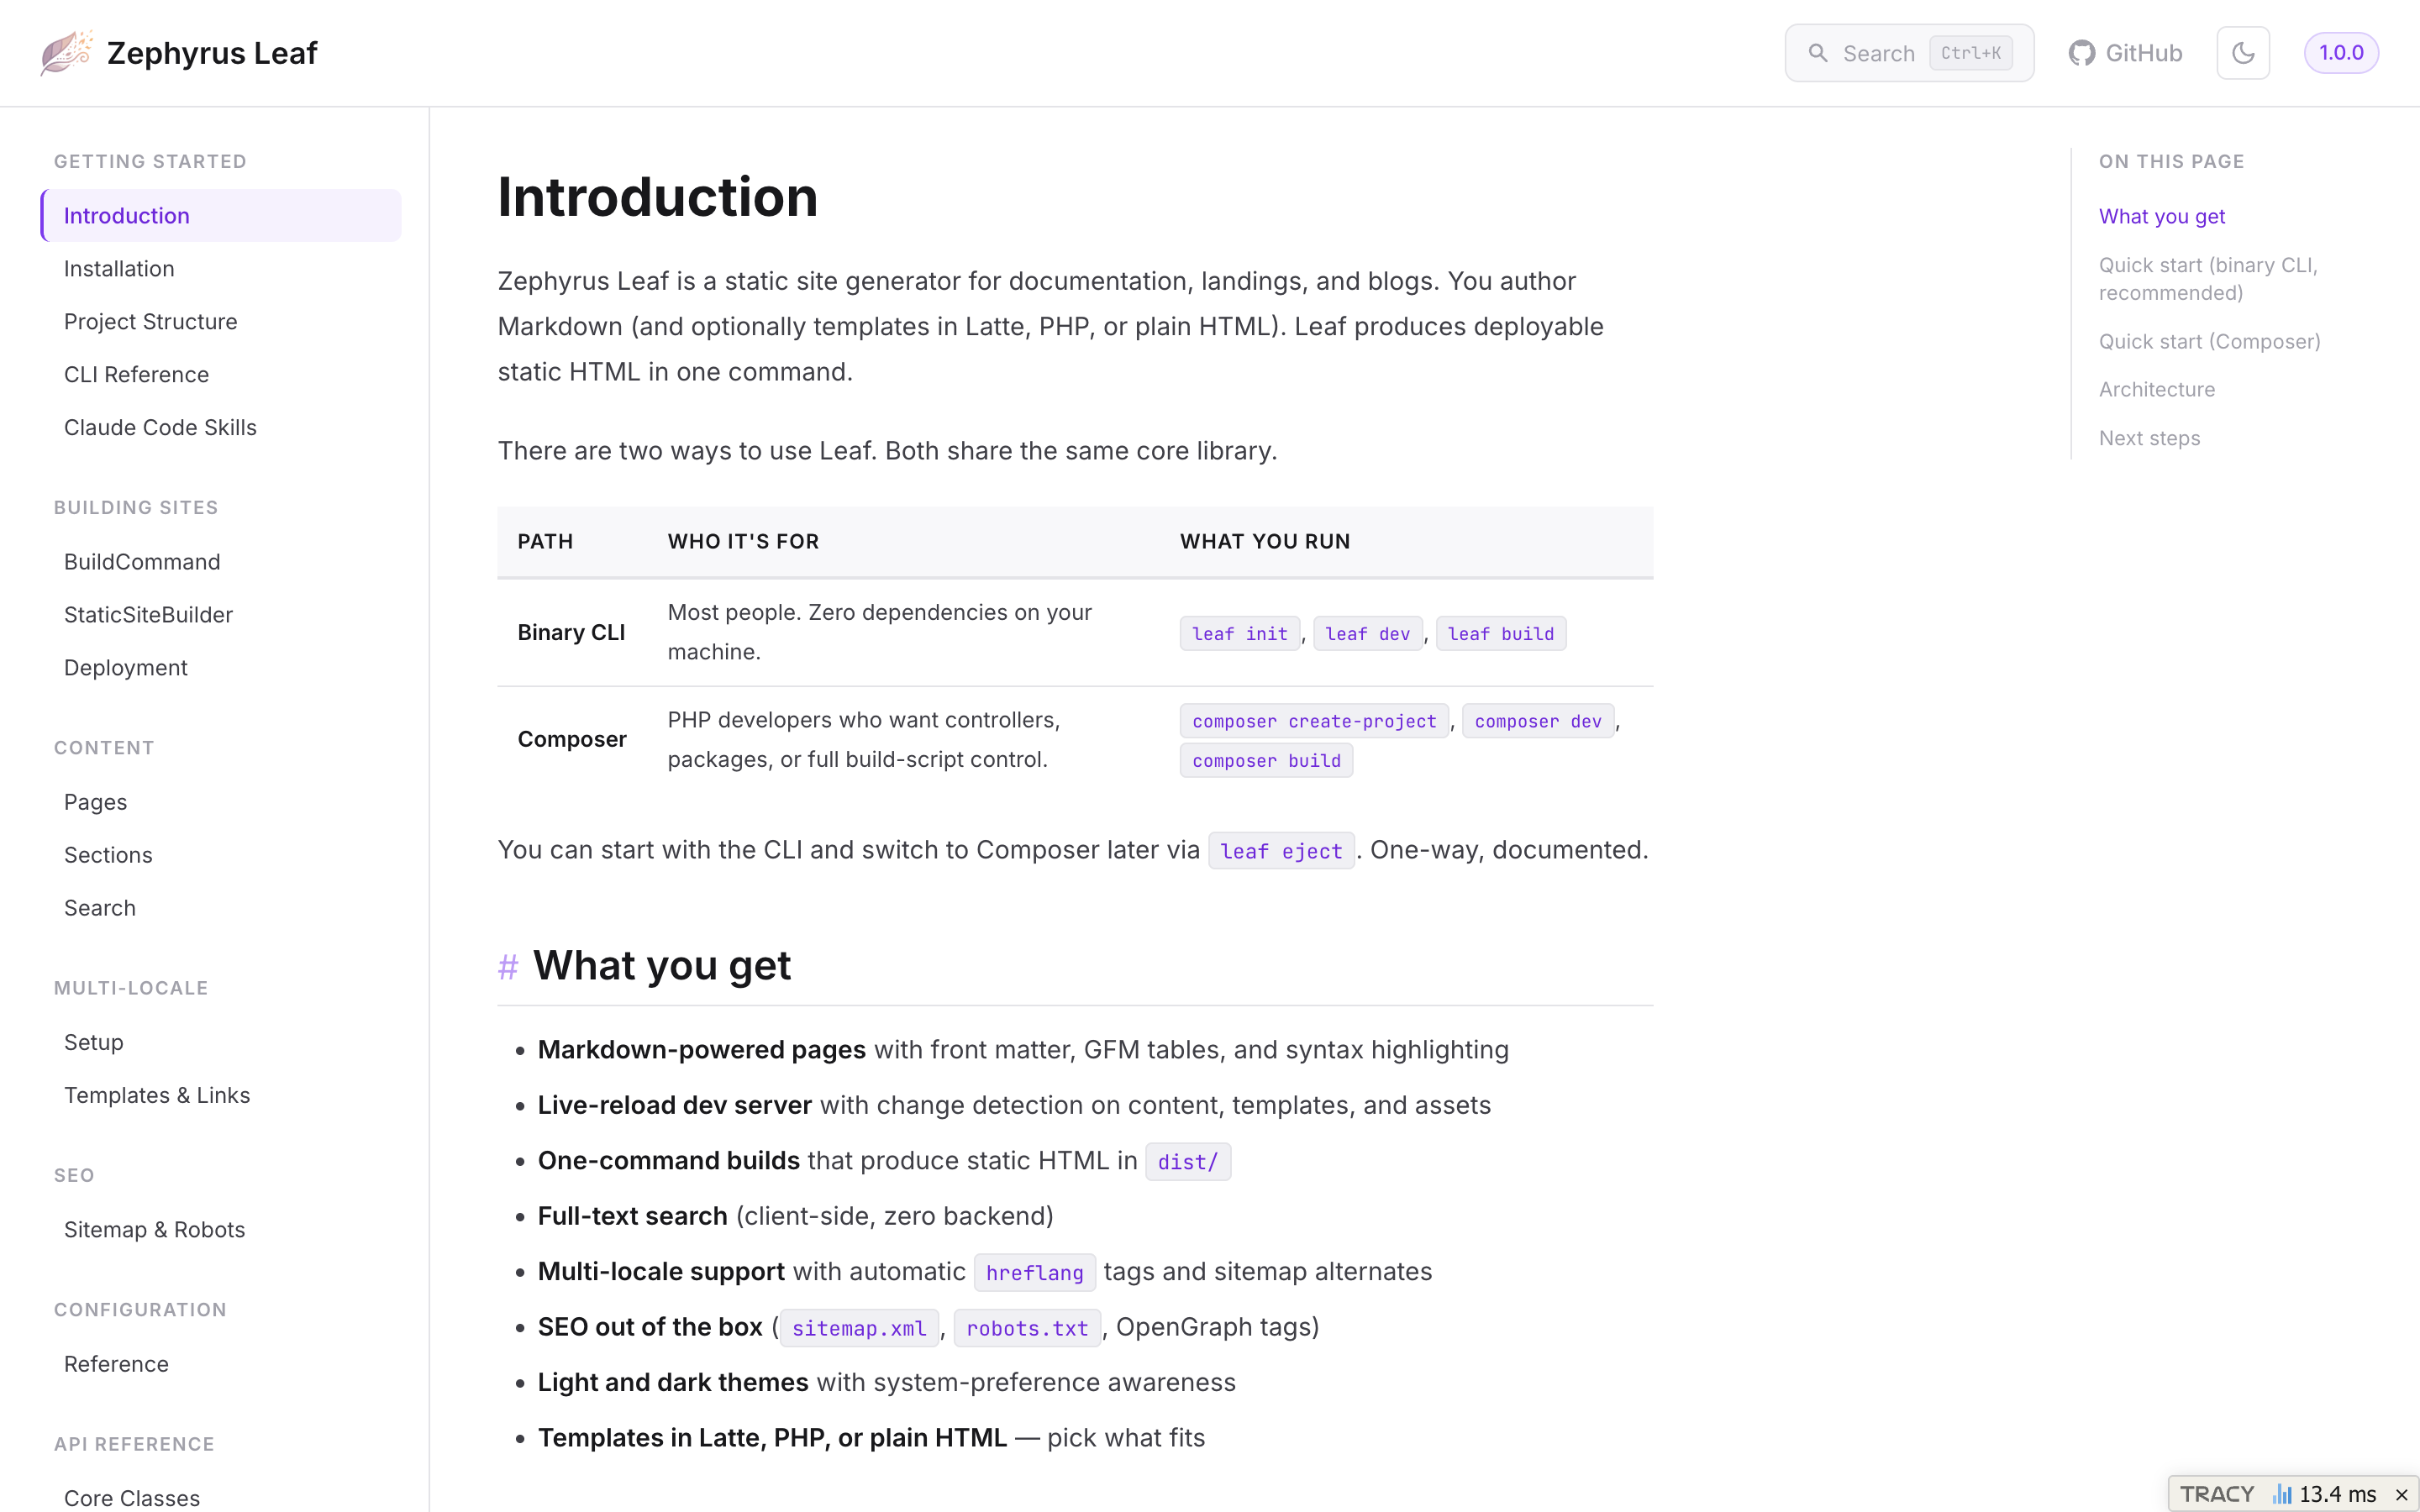 Zephyrus Leaf
Search Ctrl+K
GitHub
1.0.0
GETTING STARTED
Introduction
Installation
Project Structure
CLI Reference
Claude Code Skills
BUILDING SITES
BuildCommand
StaticSiteBuilder
Deployment
CONTENT
Pages
Sections
Search
MULTI-LOCALE
Setup
Templates & Links
SEO
Sitemap & Robots
CONFIGURATION
Reference
API REFERENCE
Core Classes
Introduction
Zephyrus Leaf is a static site generator for documentation, landings, and blogs. You author
Markdown (and optionally templates in Latte, PHP, or plain HTML). Leaf produces deployable
static HTML in one command.
There are two ways to use Leaf. Both share the same core library.
PATH WHO IT'S FOR WHAT YOU RUN
Binary CLI Most people. Zero dependencies on your machine. leaf init, leaf dev, leaf build
Composer PHP developers who want controllers, packages, or full build-script control. composer create-project, composer dev, composer build
You can start with the CLI and switch to Composer later via leaf eject. One-way, documented.
# What you get
• Markdown-powered pages with front matter, GFM tables, and syntax highlighting
• Live-reload dev server with change detection on content, templates, and assets
• One-command builds that produce static HTML in dist/
• Full-text search (client-side, zero backend)
• Multi-locale support with automatic hreflang tags and sitemap alternates
• SEO out of the box (sitemap.xml, robots.txt, OpenGraph tags)
• Light and dark themes with system-preference awareness
• Templates in Latte, PHP, or plain HTML — pick what fits
ON THIS PAGE
What you get
Quick start (binary CLI,
recommended)
Quick start (Composer)
Architecture
Next steps
TRACY 13.4 ms ×